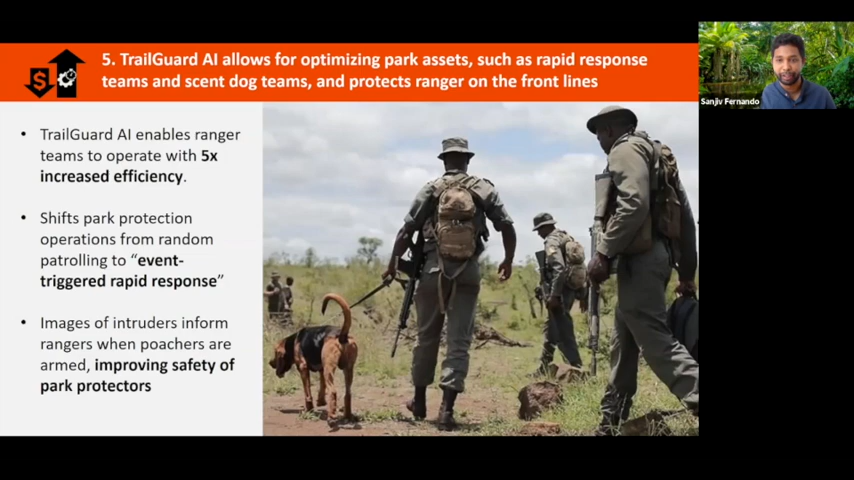 5. TrailGuard AI allows for optimizing park assets, such as rapid response
teams and scent dog teams, and protects ranger on the front lines
$
Sanjiv Fernando
• TrailGuard AI enables ranger
teams to operate with 5x
increased efficiency.
• Shifts park protection
operations from random
patrolling to “event-
triggered rapid response”
• Images of intruders inform
rangers when poachers are
armed, improving safety of
park protectors